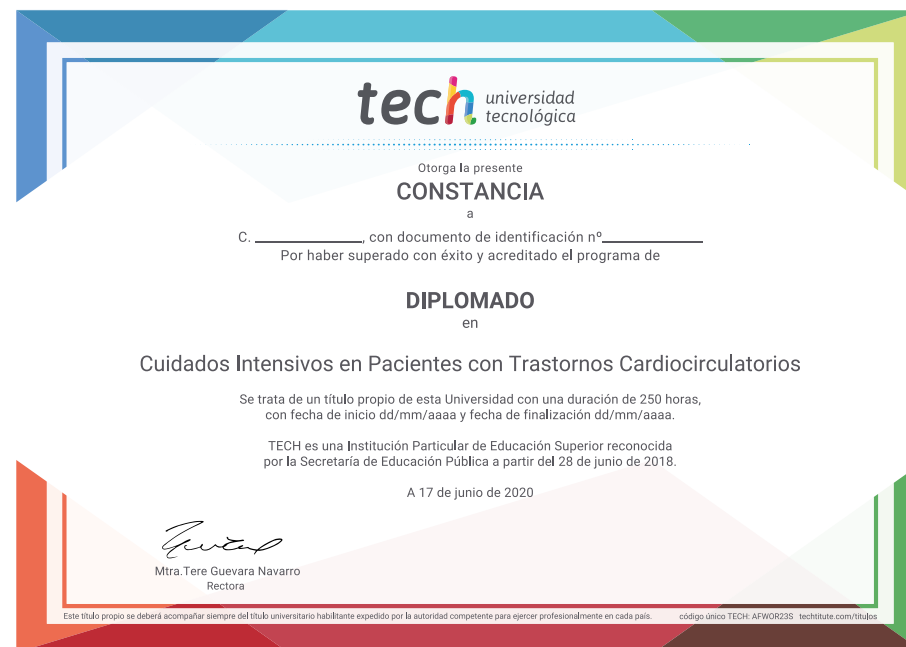 tech universidad
tecnológica
Otorga la presente
CONSTANCIA
a
C. ____________, con documento de identificación nº____________
Por haber superado con éxito y acreditado el programa de
DIPLOMADO
en
Cuidados Intensivos en Pacientes con Trastornos Cardiocirculatorios
Se trata de un título propio de esta Universidad con una duración de 250 horas,
con fecha de inicio dd/mm/aaaa y fecha de finalización dd/mm/aaaa.
TECH es una Institución Particular de Educación Superior reconocida
por la Secretaría de Educación Pública a partir del 28 de junio de 2018.
A 17 de junio de 2020
Mtra.Tere Guevara Navarro
Rectora
Este título propio se deberá acompañar siempre del título universitario habilitante expedido por la autoridad competente para ejercer profesionalmente en cada país. código único TECH: AFWOR23S techtitute.com/titulos